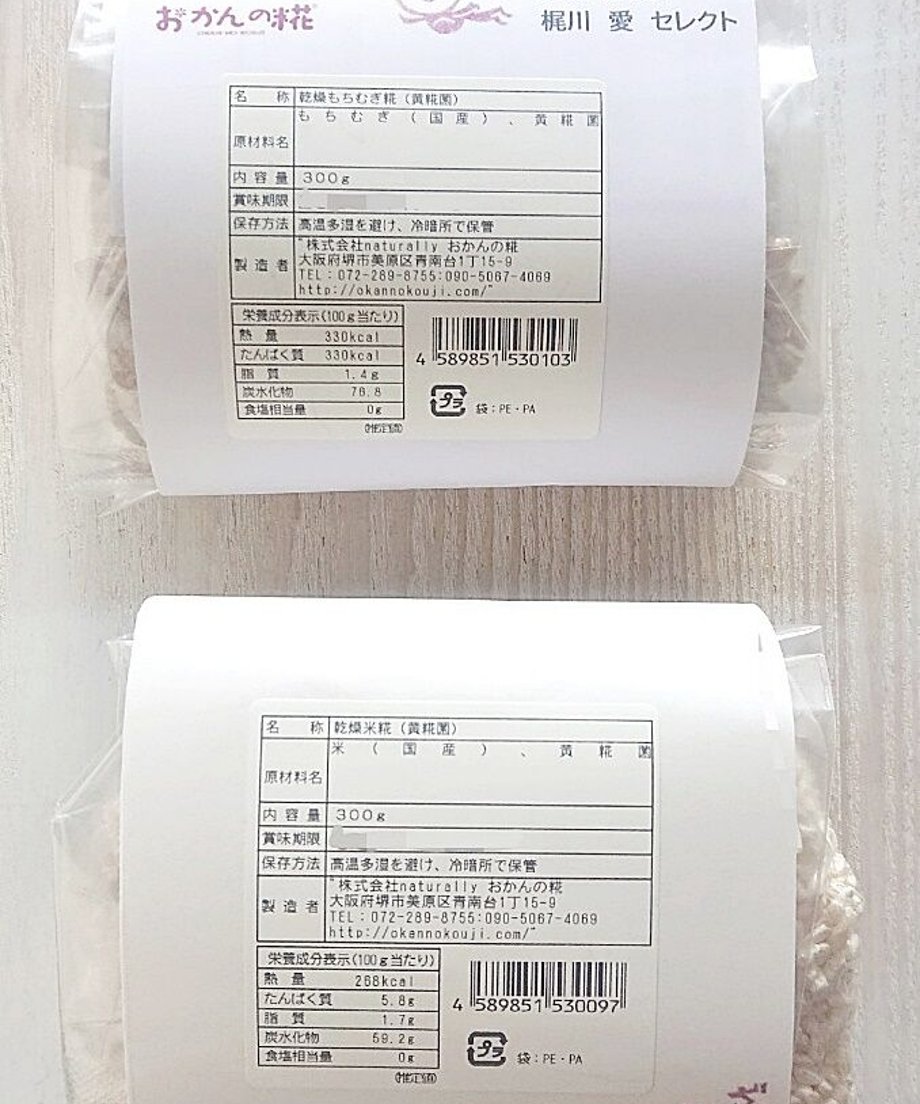 おかんの糀
梶川 愛 セレクト
名称 乾燥もちむぎ糀（黄糀菌）
原材料名 もちむぎ（国産）、黄糀菌
内容量 300g
賞味期限
保存方法 高温多湿を避け、冷暗所で保管
製造者 "株式会社naturally おかんの糀
大阪府堺市美原区青南台1丁15-9
TEL:072-289-8755:090-5067-4069
http://okannokouji.com/"
栄養成分表示(100g当たり)
熱量 330kcal
たんぱく質 330kcal
脂質 1.4g
炭水化物 76.8
食塩相当量 0g
(推定値)
4 589851 530103
プラ 袋:PE・PA
名称 乾燥米糀（黄糀菌）
原材料名 米（国産）、黄糀菌
内容量 300g
賞味期限
保存方法 高温多湿を避け、冷暗所で保管
製造者 "株式会社naturally おかんの糀
大阪府堺市美原区青南台1丁15-9
TEL:072-289-8755:090-5067-4069
http://okannokouji.com/"
栄養成分表示(100g当たり)
熱量 268kcal
たんぱく質 5.8g
脂質 1.7g
炭水化物 59.2g
食塩相当量 0g
(推定値)
4 589851 530097
プラ 袋:PE・PA